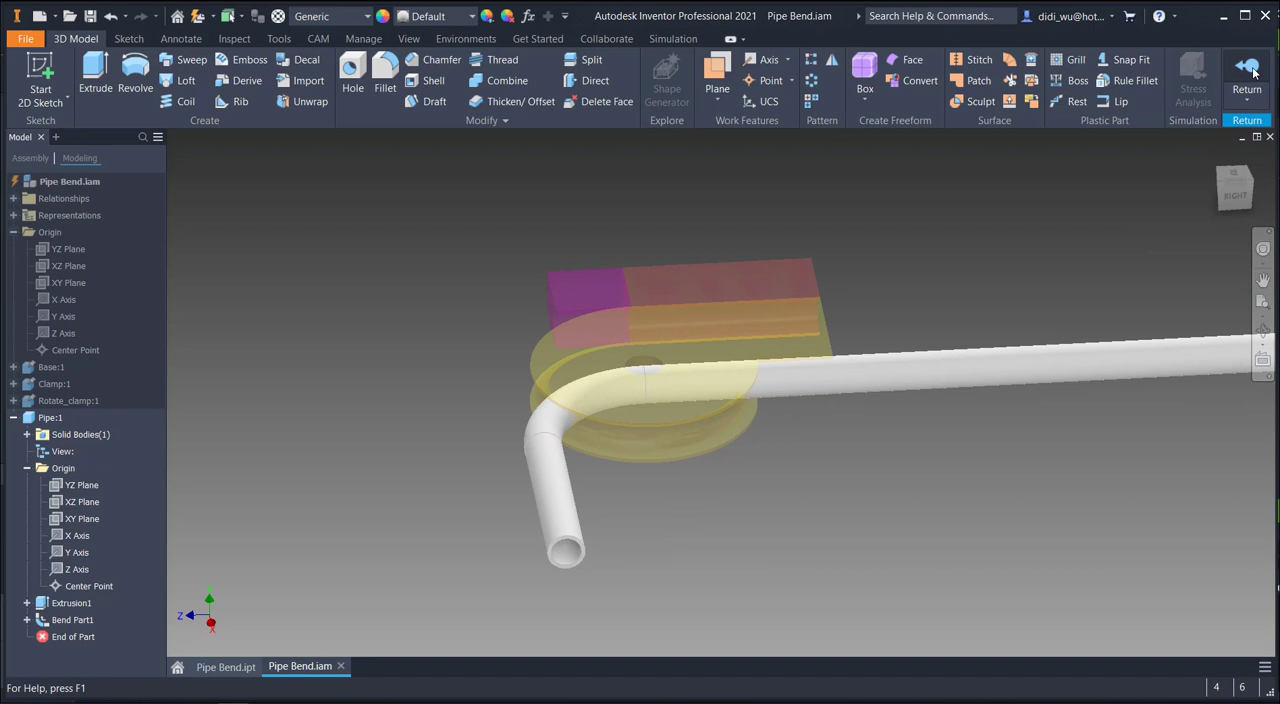 Generic
Default
Autodesk Inventor Professional 2021
Pipe Bend.iam
Search Help & Commands...
didi_wu@hot...
File
3D Model
Sketch
Annotate
Inspect
Tools
CAM
Manage
View
Environments
Get Started
Collaborate
Simulation
Start
2D Sketch
Extrude
Revolve
Sweep
Emboss
Decal
Loft
Derive
Import
Coil
Rib
Unwrap
Hole
Fillet
Chamfer
Thread
Split
Shell
Combine
Direct
Draft
Thicken/ Offset
Delete Face
Shape
Generator
Plane
Axis
Point
UCS
Box
Face
Convert
Stitch
Patch
Sculpt
Grill
Boss
Rest
Snap Fit
Rule Fillet
Lip
Stress
Analysis
Return
Sketch
Create
Modify
Explore
Work Features
Pattern
Create Freeform
Surface
Plastic Part
Simulation
Return
Model
Assembly
Modeling
Pipe Bend.iam
Relationships
Representations
Origin
YZ Plane
XZ Plane
XY Plane
X Axis
Y Axis
Z Axis
Center Point
Base:1
Clamp:1
Rotate_clamp:1
Pipe:1
Solid Bodies(1)
View:
Origin
YZ Plane
XZ Plane
XY Plane
X Axis
Y Axis
Z Axis
Center Point
Extrusion1
Bend Part1
End of Part
RIGHT
Z
X
Pipe Bend.ipt
Pipe Bend.iam
For Help, press F1
4
6